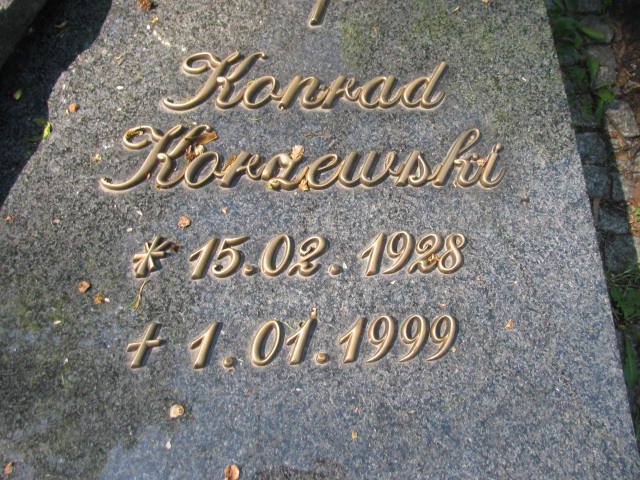 Konrad
Korzewski
* 15.02.1928
+ 1.01.1999